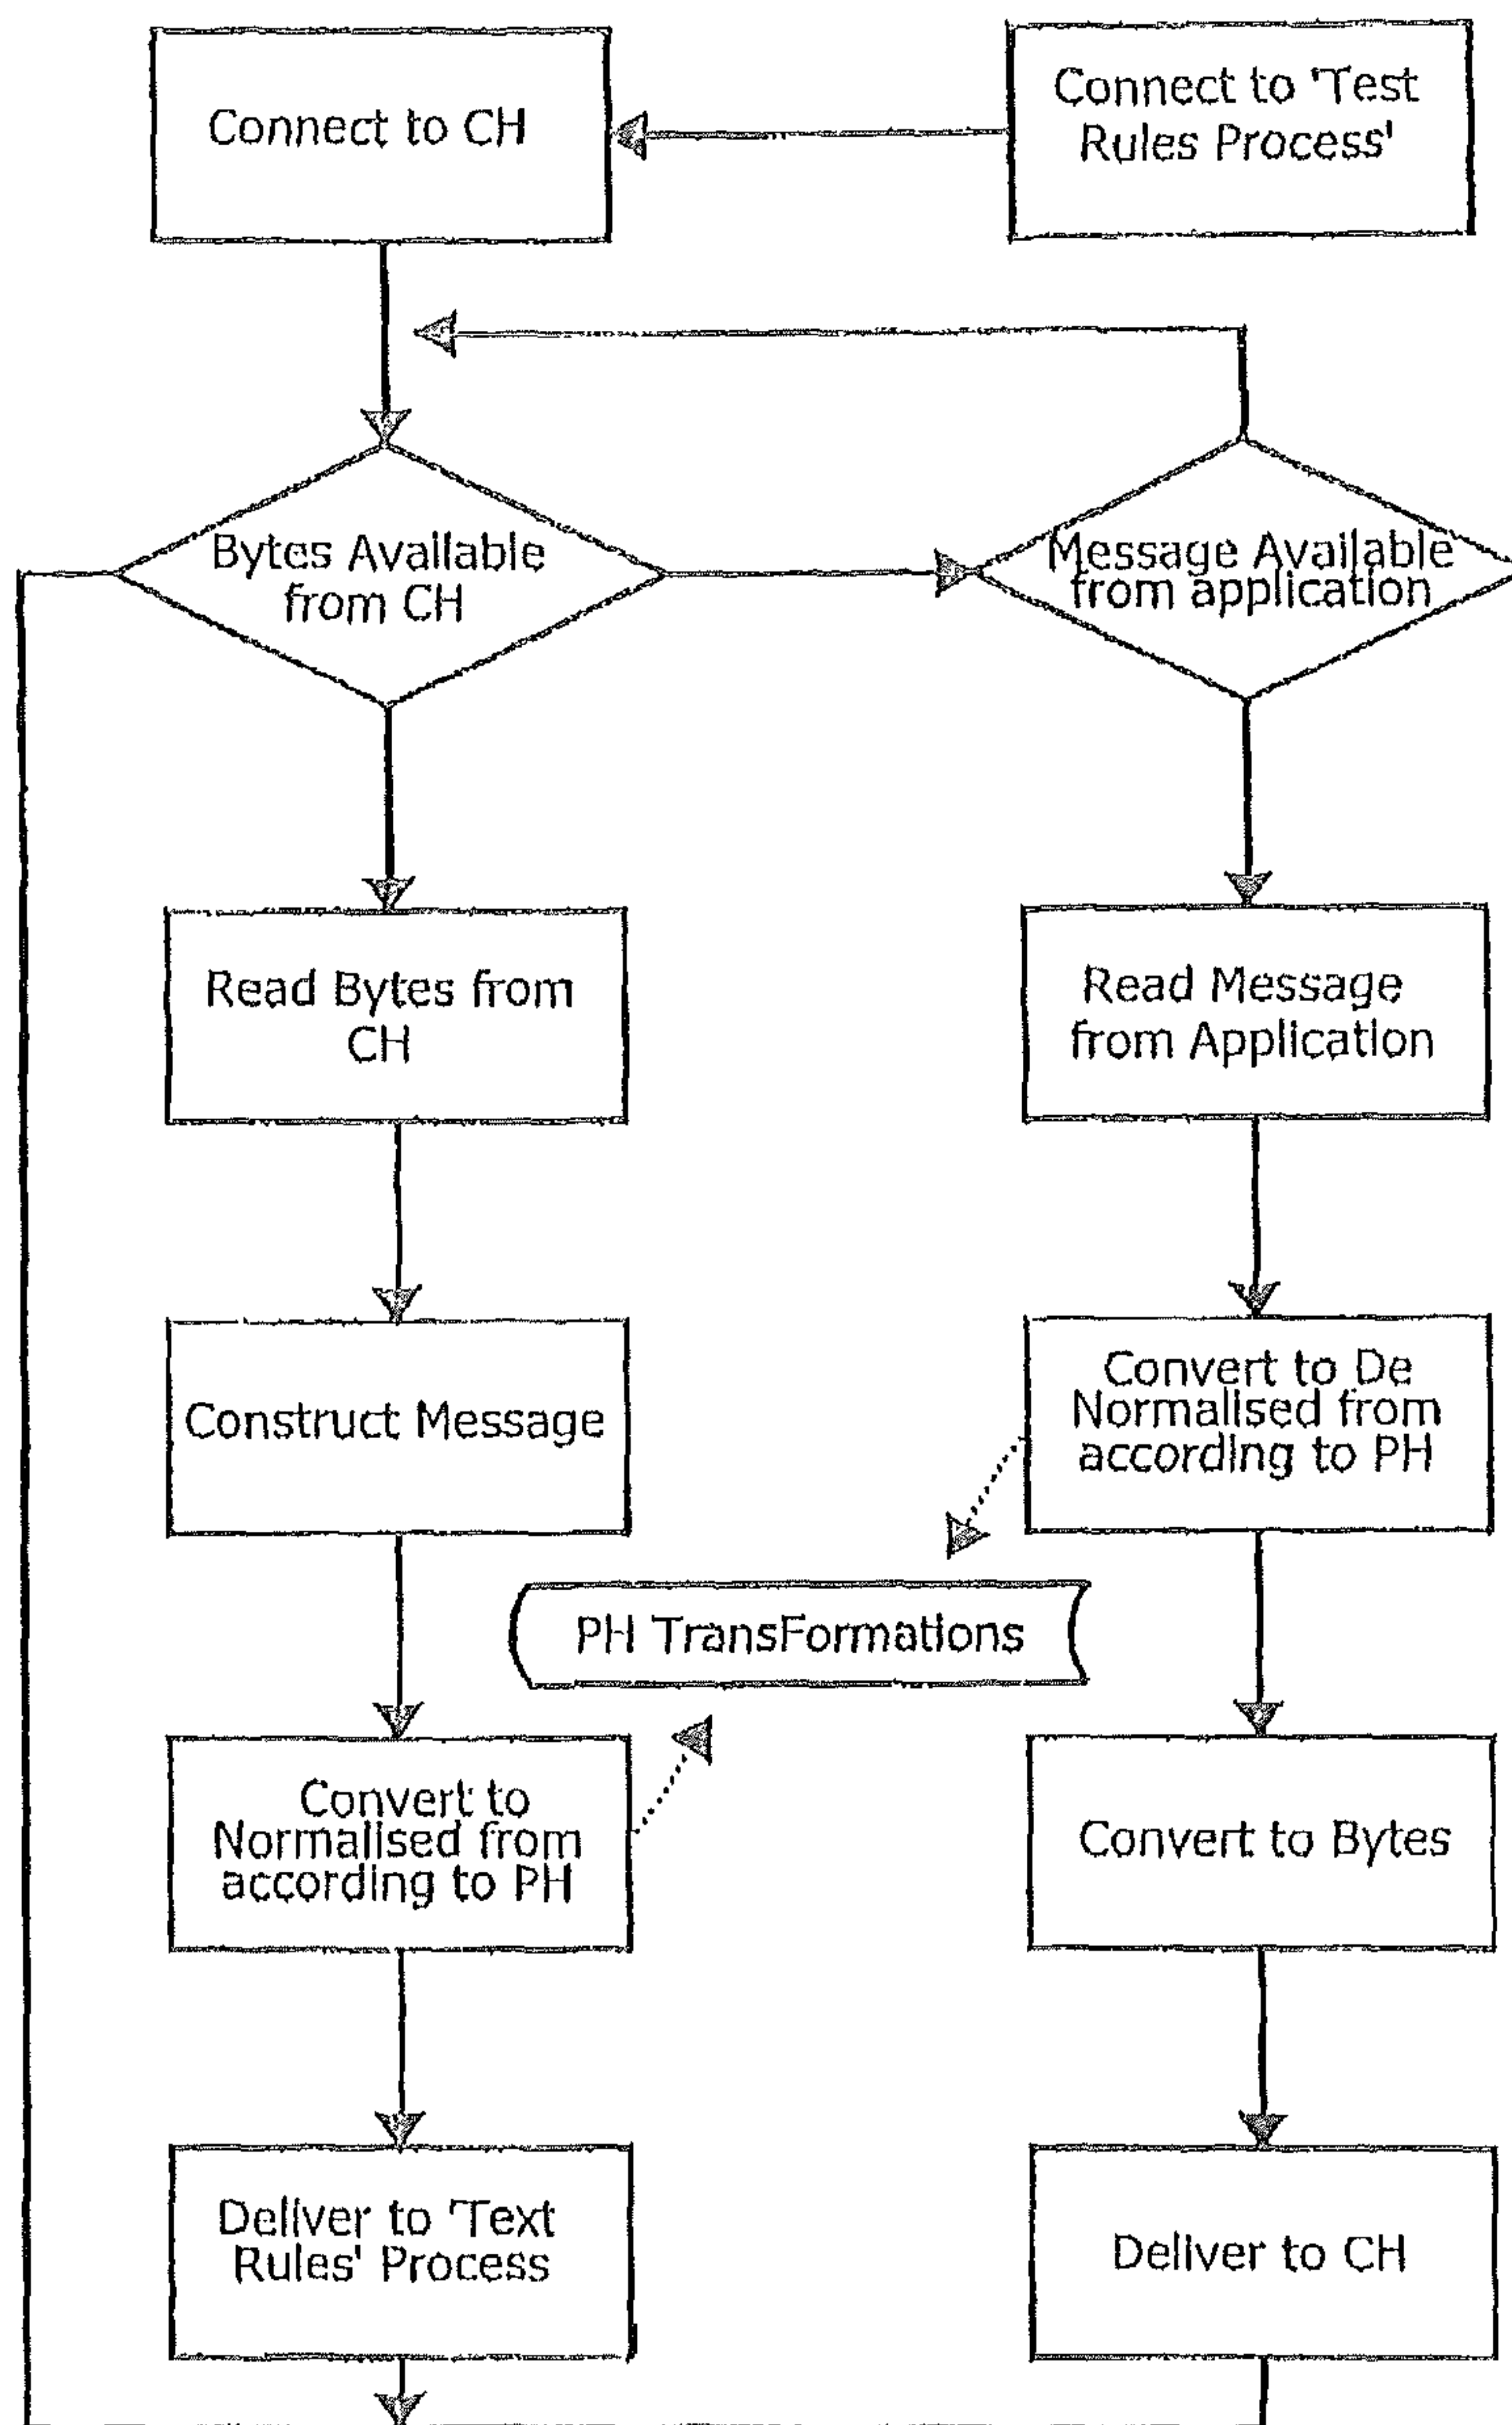 Connect to CH
Connect to 'Test
Rules Process'
Bytes Available
from CH
Message Available
from application
Read Bytes from
CH
Read Message
from Application
Construct Message
Convert to De
Normalised from
according to PH
PH TransFormations
Convert to
Normalised from
according to PH
Convert to Bytes
Deliver to 'Text
Rules' Process
Deliver to CH